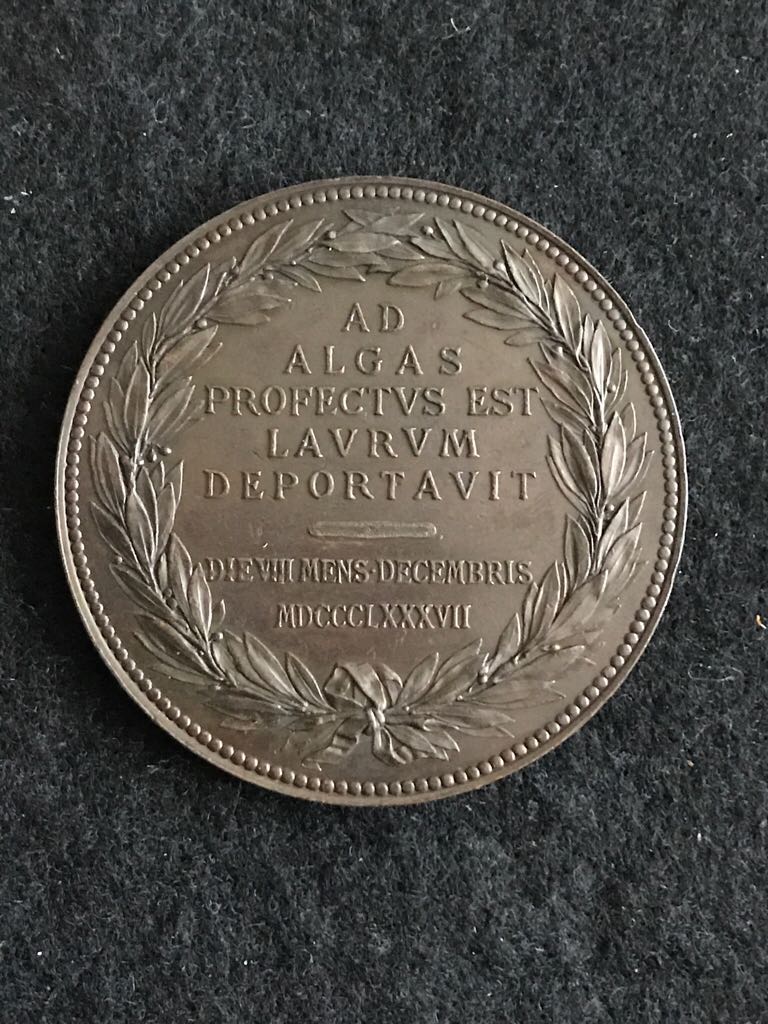 AD
ALGAS
PROFECTVS EST
LAVRVM
DEPORTAVIT
DIE VIII MENS·DECEMBRIS
MDCCCLXXXVII